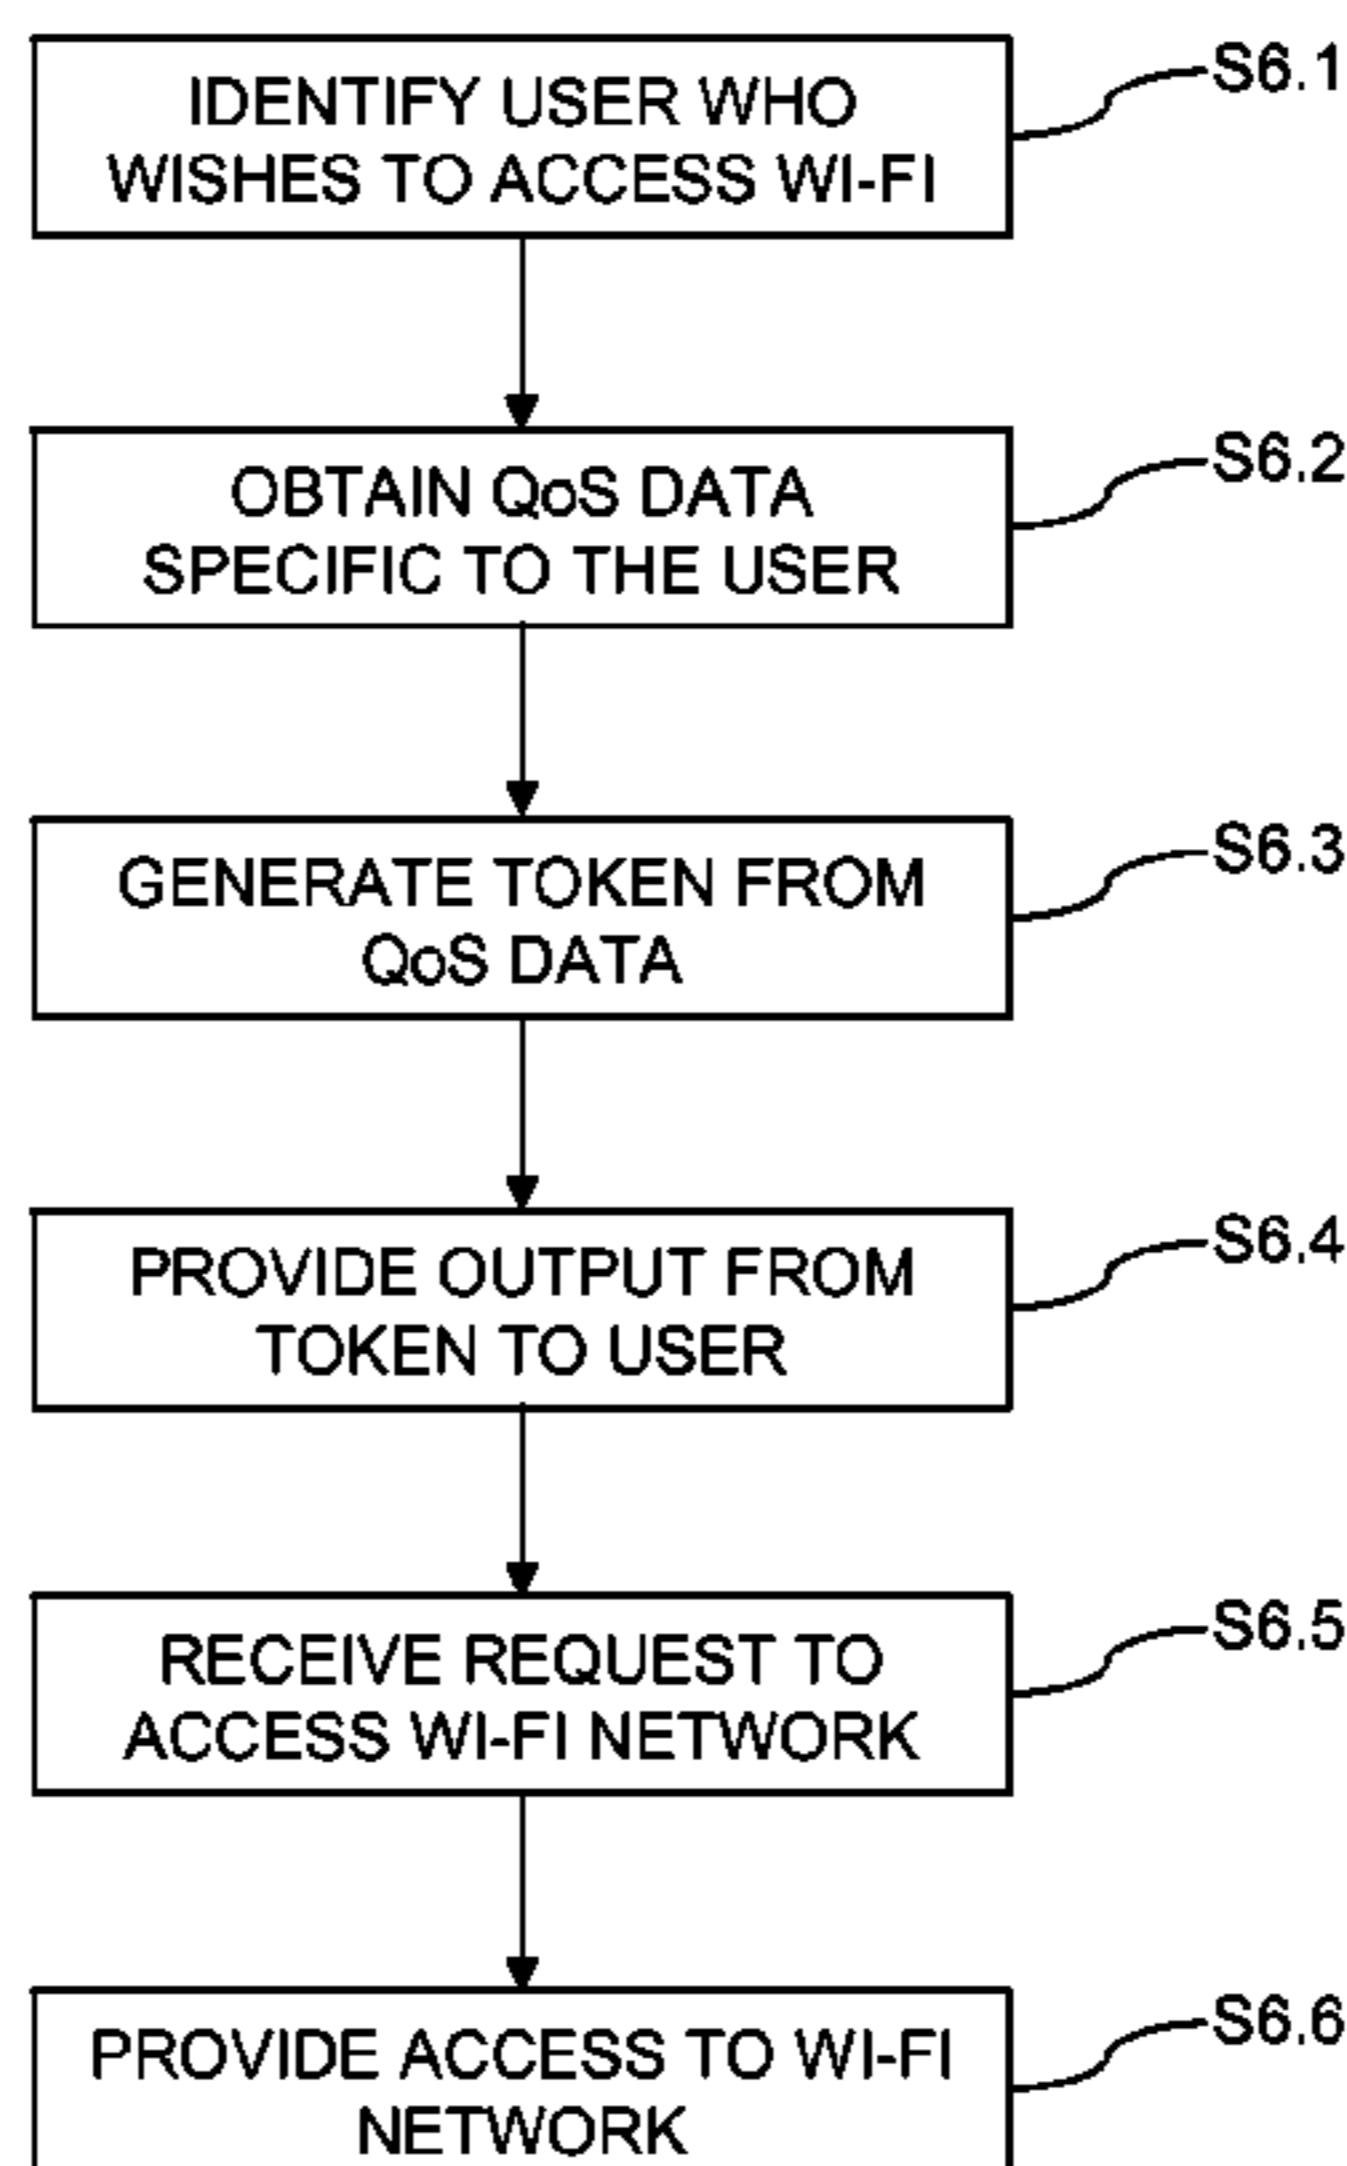 IDENTIFY USER WHO
WISHES TO ACCESS WI-FI
S6.1
OBTAIN QoS DATA
SPECIFIC TO THE USER
S6.2
GENERATE TOKEN FROM
QoS DATA
S6.3
PROVIDE OUTPUT FROM
TOKEN TO USER
S6.4
RECEIVE REQUEST TO
ACCESS WI-FI NETWORK
S6.5
PROVIDE ACCESS TO WI-FI
NETWORK
S6.6